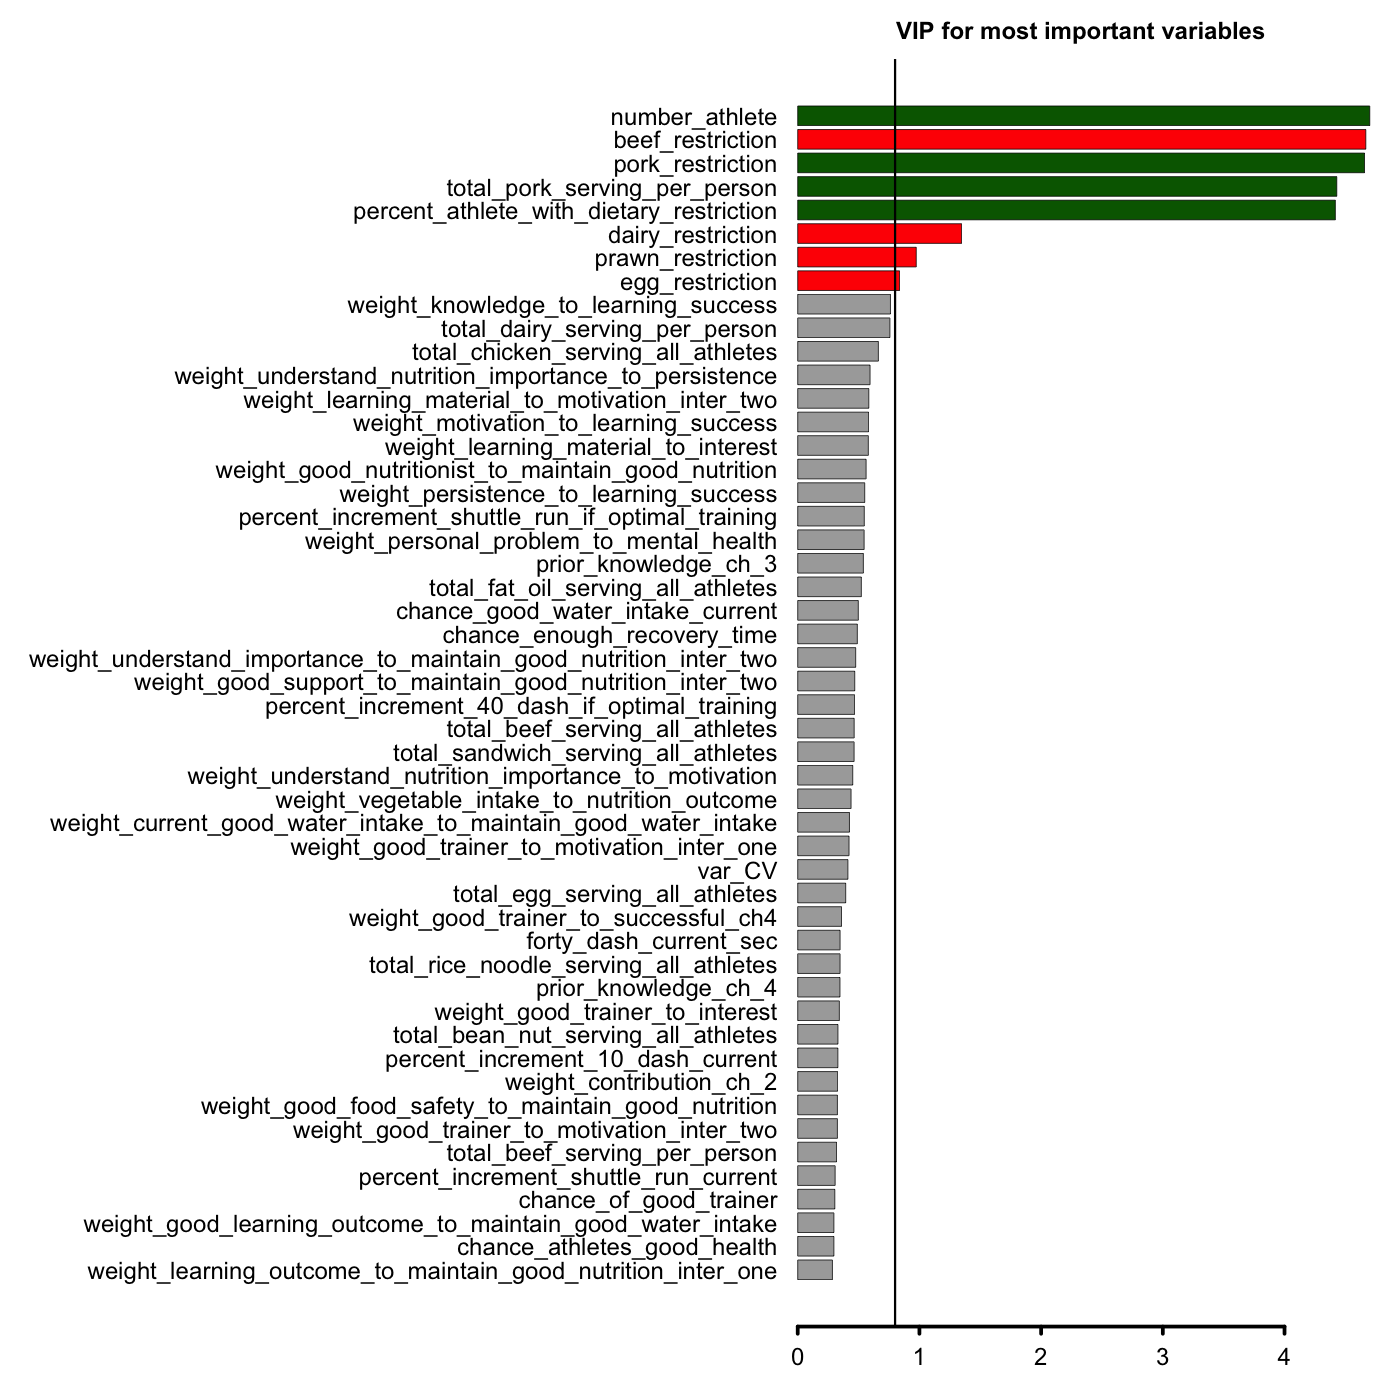 VIP for most important variables
number_athlete
beef_restriction
pork_restriction
total_pork_serving_per_person
percent_athlete_with_dietary_restriction
dairy_restriction
prawn_restriction
egg_restriction
weight_knowledge_to_learning_success
total_dairy_serving_per_person
total_chicken_serving_all_athletes
weight_understand_nutrition_importance_to_persistence
weight_learning_material_to_motivation_inter_two
weight_motivation_to_learning_success
weight_learning_material_to_interest
weight_good_nutritionist_to_maintain_good_nutrition
weight_persistence_to_learning_success
percent_increment_shuttle_run_if_optimal_training
weight_personal_problem_to_mental_health
prior_knowledge_ch_3
total_fat_oil_serving_all_athletes
chance_good_water_intake_current
chance_enough_recovery_time
weight_understand_importance_to_maintain_good_nutrition_inter_two
weight_good_support_to_maintain_good_nutrition_inter_two
percent_increment_40_dash_if_optimal_training
total_beef_serving_all_athletes
total_sandwich_serving_all_athletes
weight_understand_nutrition_importance_to_motivation
weight_vegetable_intake_to_nutrition_outcome
weight_current_good_water_intake_to_maintain_good_water_intake
weight_good_trainer_to_motivation_inter_one
var_CV
total_egg_serving_all_athletes
weight_good_trainer_to_successful_ch4
forty_dash_current_sec
total_rice_noodle_serving_all_athletes
prior_knowledge_ch_4
weight_good_trainer_to_interest
total_bean_nut_serving_all_athletes
percent_increment_10_dash_current
weight_contribution_ch_2
weight_good_food_safety_to_maintain_good_nutrition
weight_good_trainer_to_motivation_inter_two
total_beef_serving_per_person
percent_increment_shuttle_run_current
chance_of_good_trainer
weight_good_learning_outcome_to_maintain_good_water_intake
chance_athletes_good_health
weight_learning_outcome_to_maintain_good_nutrition_inter_one
0 1 2 3 4